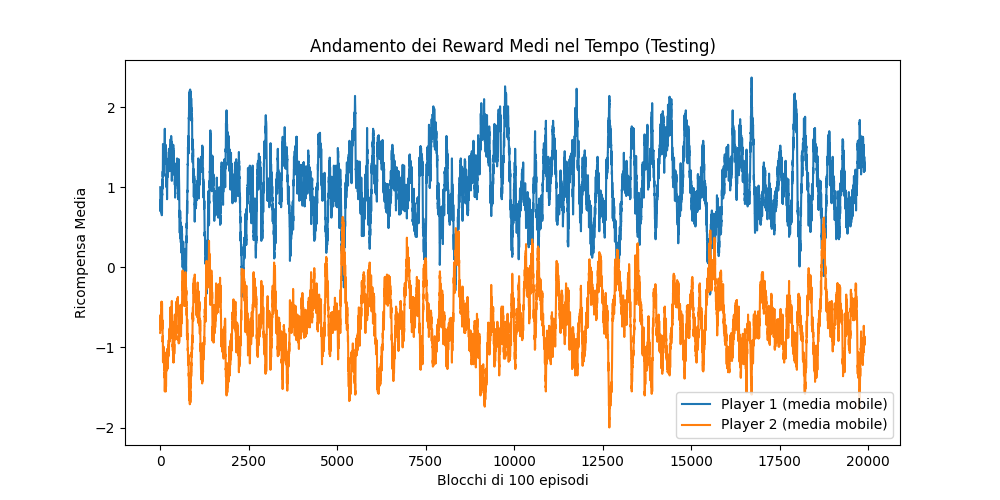 Andamento dei Reward Medi nel Tempo (Testing)
Ricompensa Media
2
1
0
−1
−2
0 2500 5000 7500 10000 12500 15000 17500 20000
Blocchi di 100 episodi
Player 1 (media mobile)
Player 2 (media mobile)